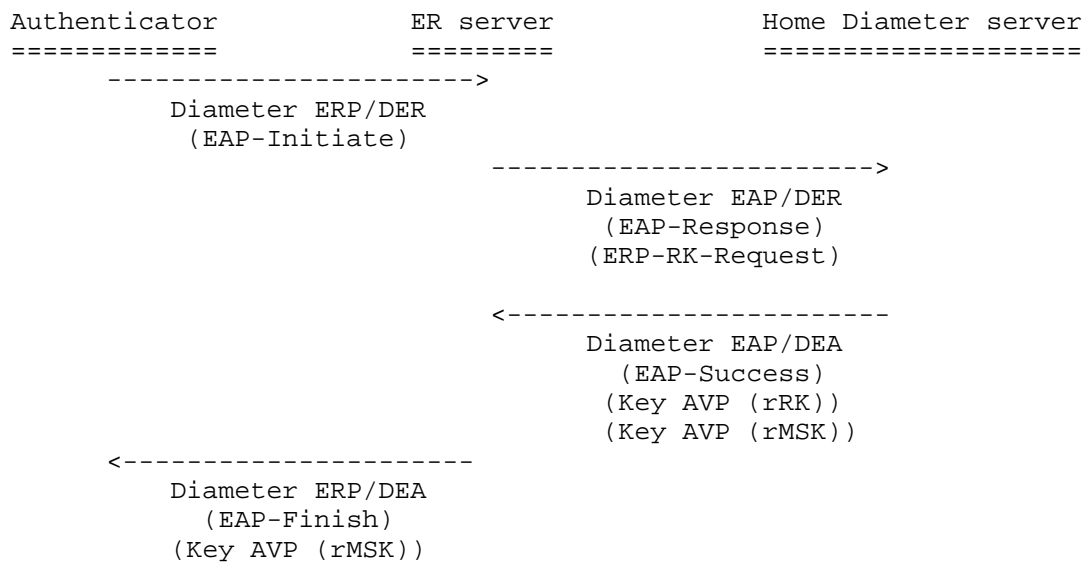 Authenticator            ER server             Home Diameter server
=============            =========             ====================
      ----------------------->
          Diameter ERP/DER
           (EAP-Initiate)
                              ------------------------>
                                    Diameter EAP/DER
                                     (EAP-Response)
                                    (ERP-RK-Request)
                              <------------------------
                                    Diameter EAP/DEA
                                      (EAP-Success)
                                     (Key AVP (rRK))
                                     (Key AVP (rMSK))
      <----------------------
          Diameter ERP/DEA
            (EAP-Finish)
          (Key AVP (rMSK))